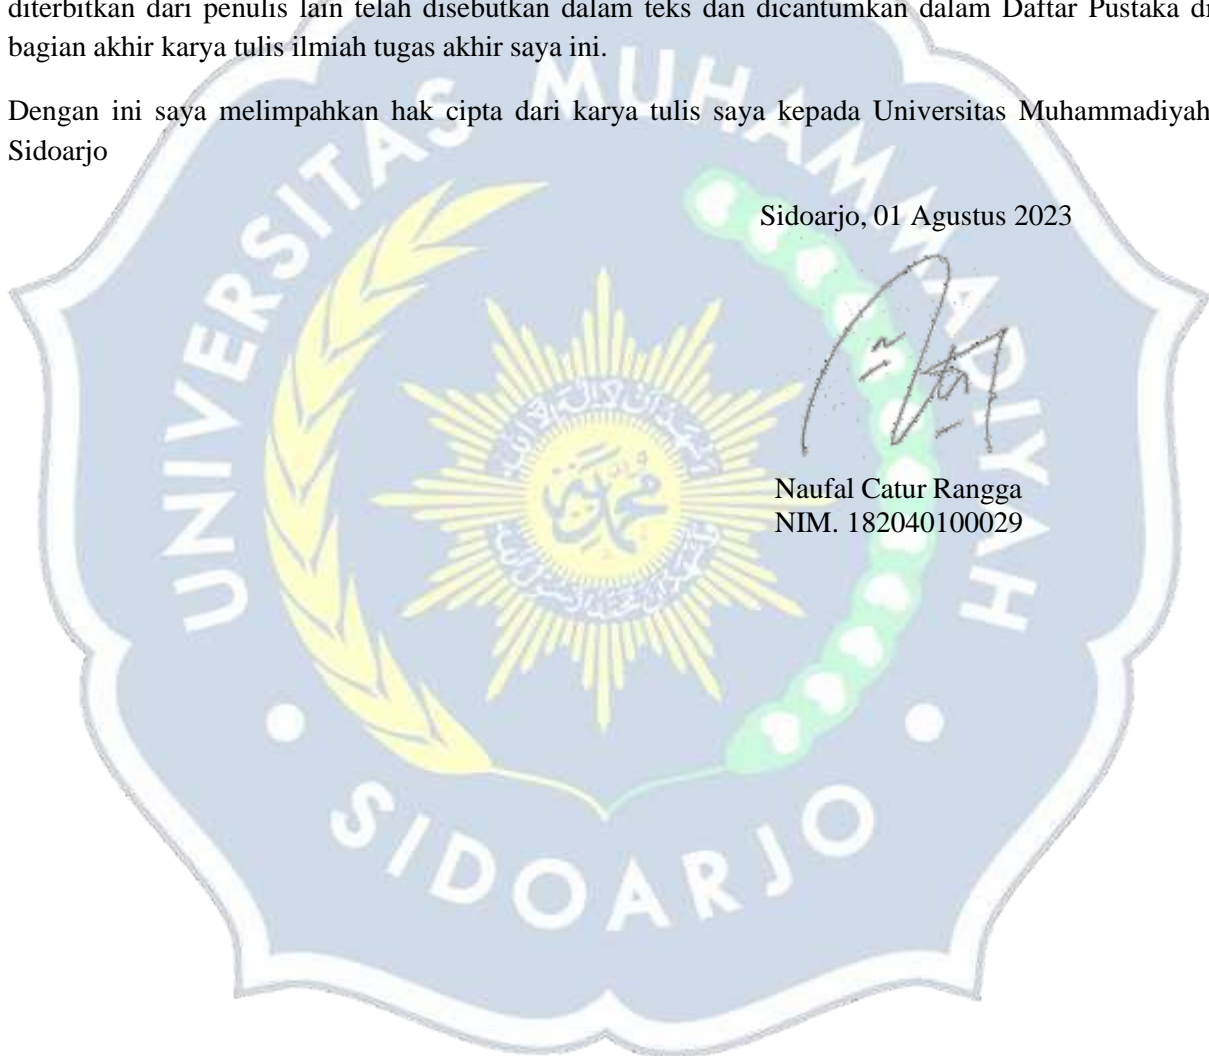 diterbitkan dari penulis lain telah disebutkan dalam teks dan dicantumkan dalam Daftar Pustaka di
bagian akhir karya tulis ilmiah tugas akhir saya ini.
Dengan ini saya melimpahkan hak cipta dari karya tulis saya kepada Universitas Muhammadiyah
Sidoarjo
Sidoarjo, 01 Agustus 2023
Naufal Catur Rangga
NIM. 182040100029
UNIVERSITAS MUHAMMADIYAH
محمد
SIDOARJO